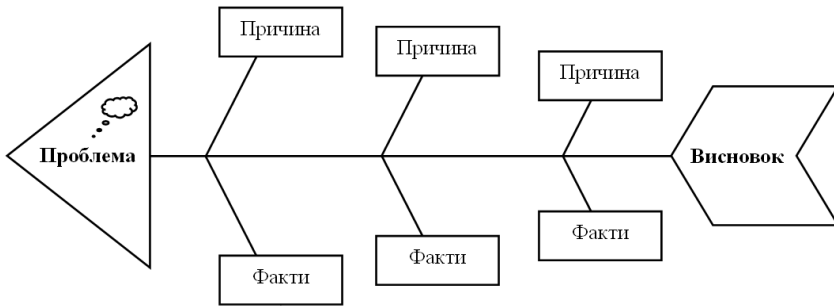 Причина
Причина
Причина
Проблема
Висновок
Факти
Факти
Факти